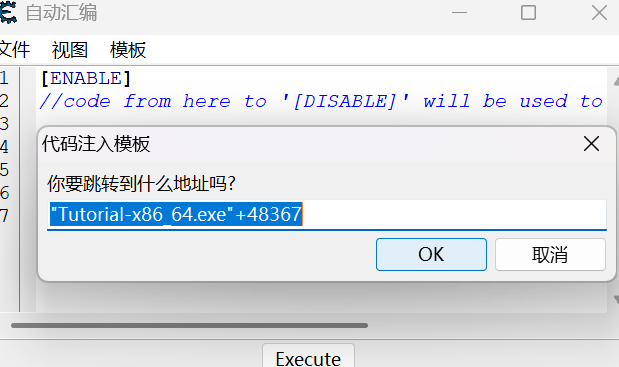 自动汇编
文件 视图 模板
1 [ENABLE]
2 //code from here to '[DISABLE]' will be used to
3
4
5
6
7
代码注入模板
你要跳转到什么地址吗?
"Tutorial-x86_64.exe"+48367
OK 取消
Execute